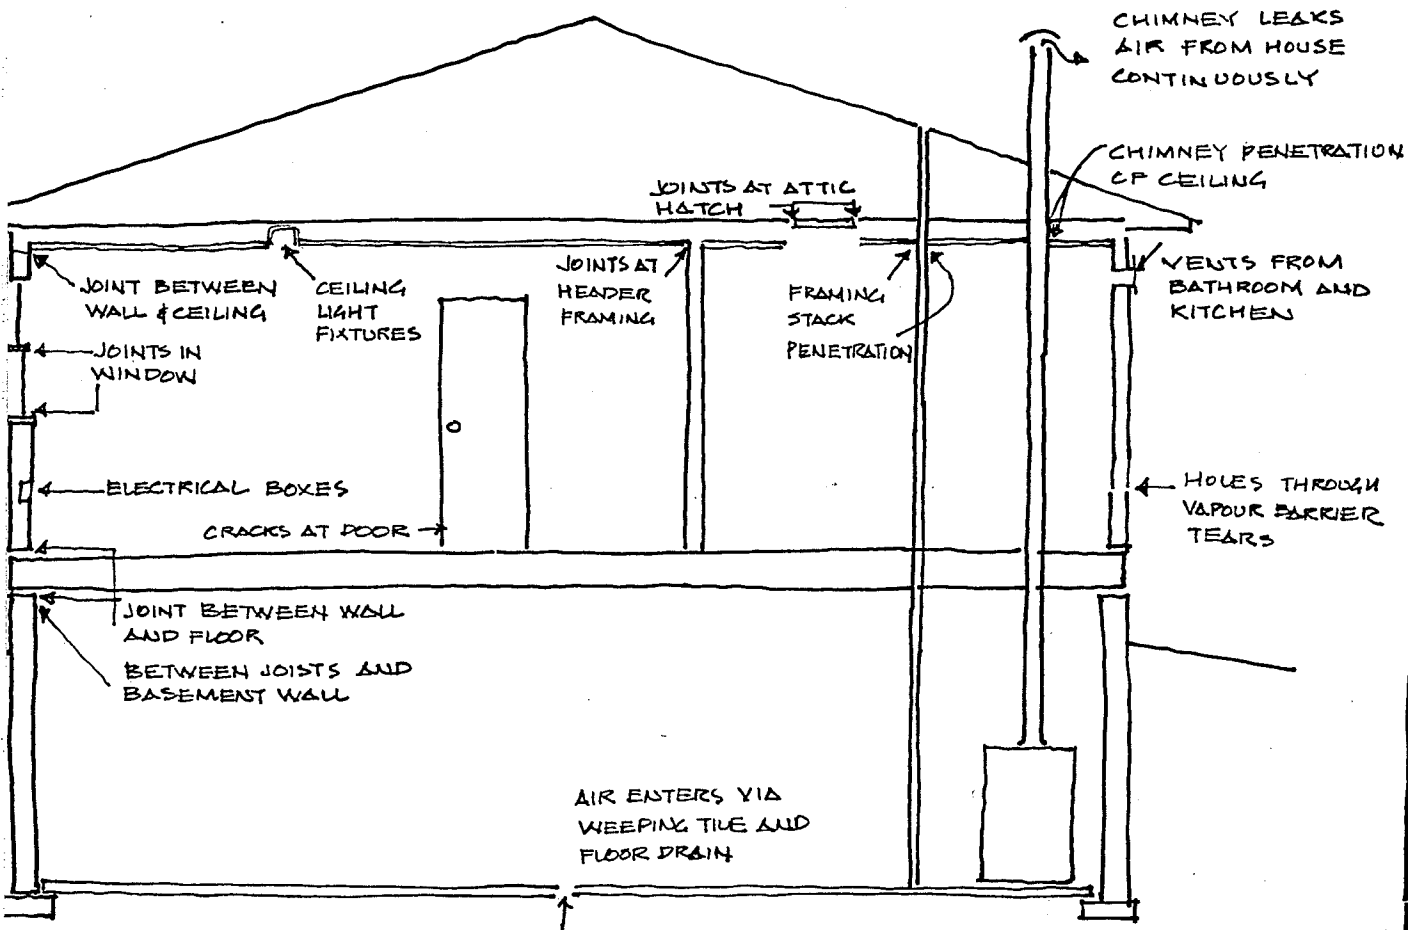 CHIMNEY LEAKS
AIR FROM HOUSE
CONTINUOUSLY
CHIMNEY PENETRATION
OF CEILING
JOINTS AT ATTIC
HATCH
JOINT BETWEEN
WALL & CEILING
CEILING
LIGHT
FIXTURES
JOINTS AT
HEADER
FRAMING
FRAMING
STACK
PENETRATION
VENTS FROM
BATHROOM AND
KITCHEN
JOINTS IN
WINDOW
ELECTRICAL BOXES
CRACKS AT DOOR
HOLES THROUGH
VAPOUR BARRIER
TEARS
JOINT BETWEEN WALL
AND FLOOR
BETWEEN JOISTS AND
BASEMENT WALL
AIR ENTERS VIA
WEEPING TILE AND
FLOOR DRAIN